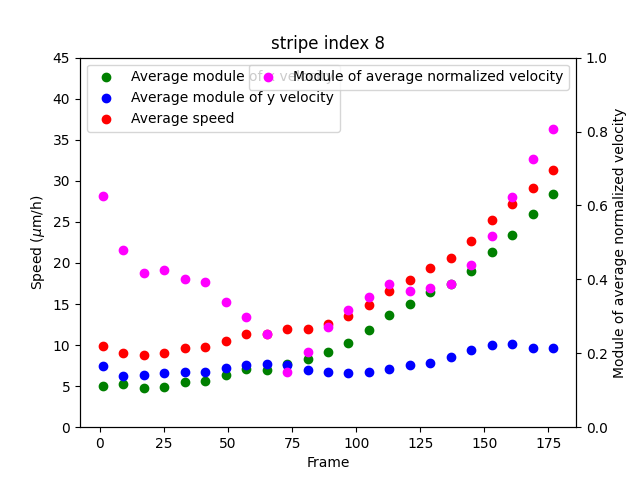 stripe index 8
Average module of x velocity
Average module of y velocity
Average speed
Module of average normalized velocity
45
40
35
30
25
20
15
10
5
0
Speed (μm/h)
1.0
0.8
0.6
0.4
0.2
0.0
Module of average normalized velocity
0 25 50 75 100 125 150 175
Frame